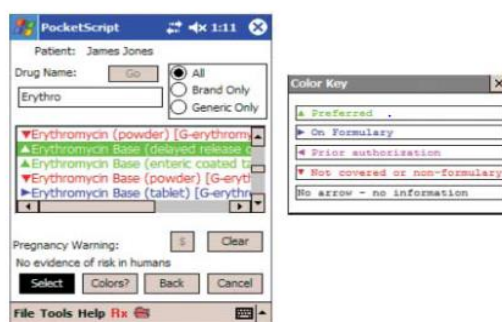 PocketScript 1:11
Patient: James Jones
Drug Name: Go
Erythro
All
Brand Only
Generic Only
▼Erythromycin (powder) [G-erythromy
▲Erythromycin Base (delayed release c
▲Erythromycin Base (enteric coated ta
▼Erythromycin Base (powder) [G-eryth
►Erythromycin Base (tablet) [G-erythr
Pregnancy Warning: $ Clear
No evidence of risk in humans
Select Colors? Back Cancel
File Tools Help Rx
Color Key
▲ Preferred
► On Formulary
◄ Prior authorization
▼ Not covered or non-formulary
No arrow - no information